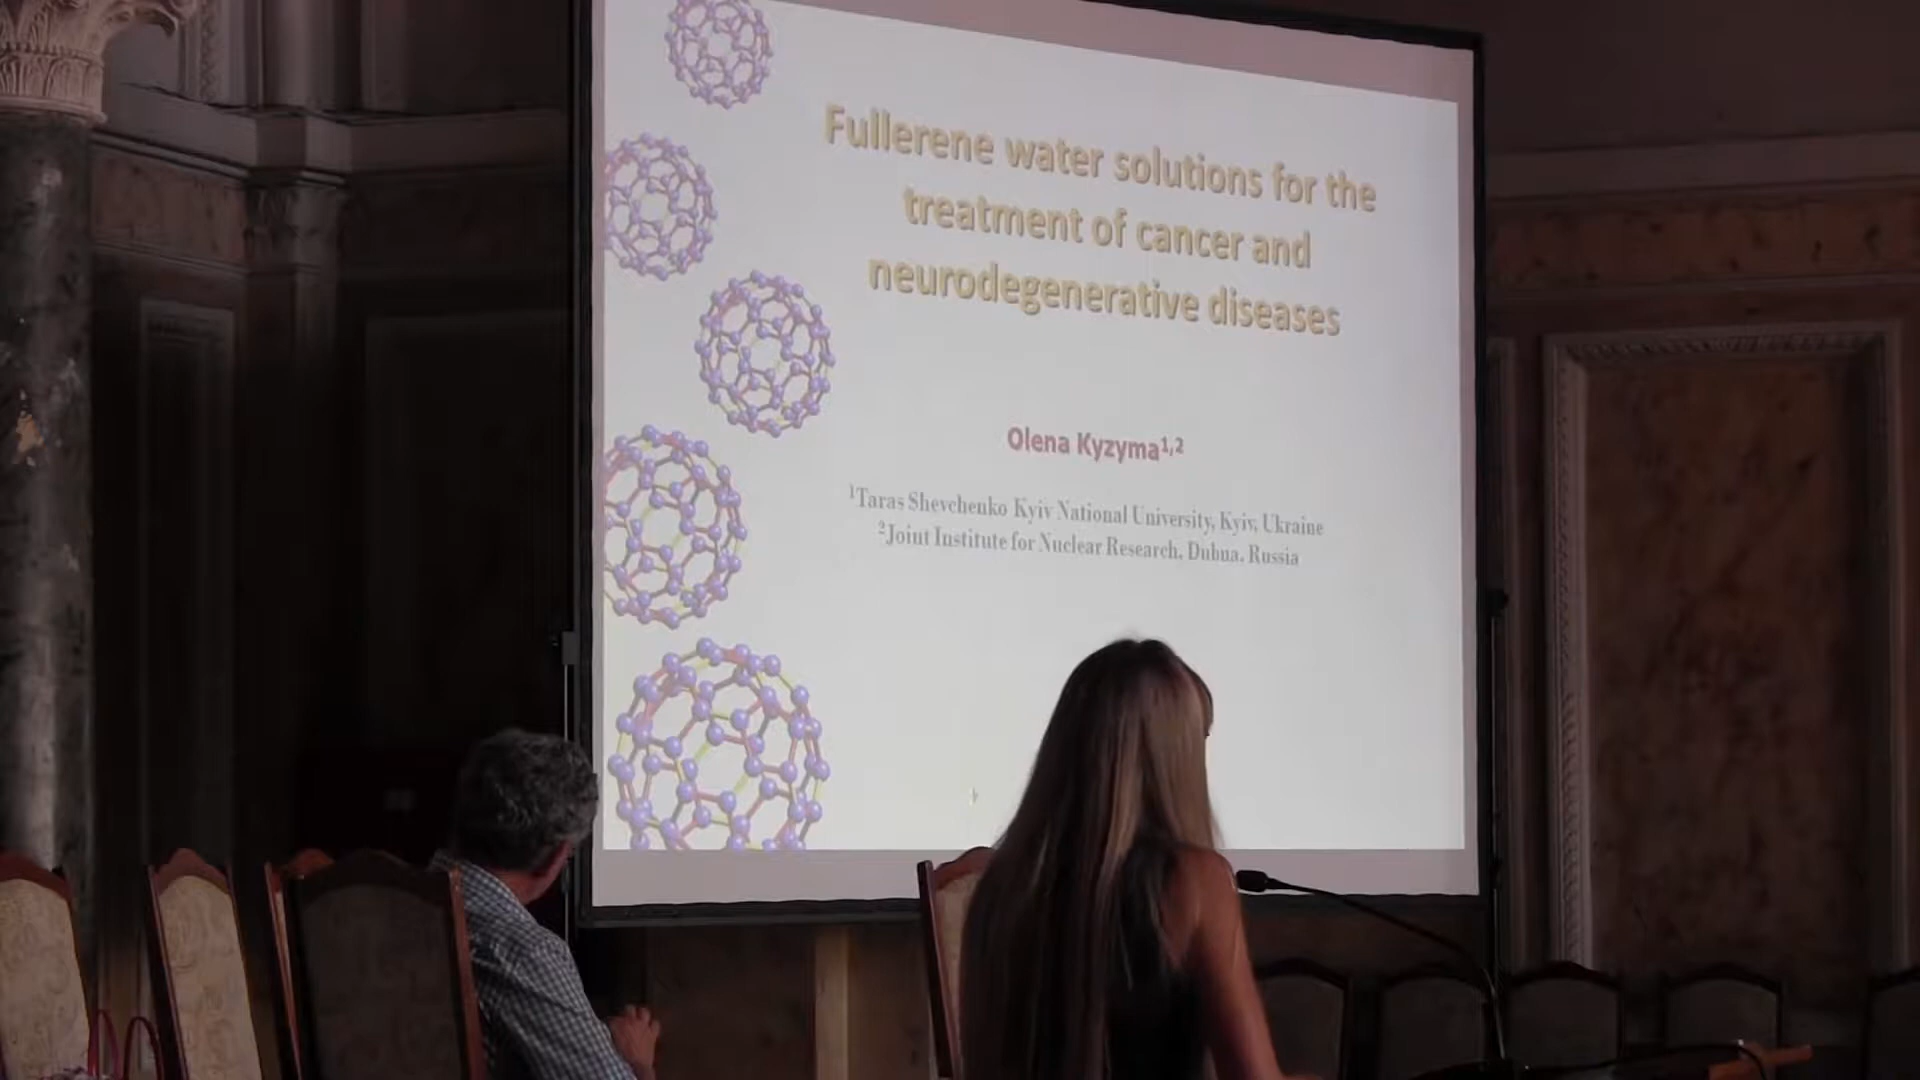 Fullerene water solutions for the
treatment of cancer and
neurodegenerative diseases
Olena Kyzyma¹,²
¹Taras Shevchenko Kyiv National University, Kyiv, Ukraine
²Joint Institute for Nuclear Research, Dubna, Russia